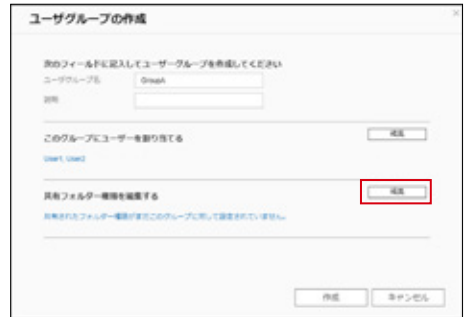 ユーザグループの作成
次のフィールドに記入してユーザーグループを作成してください
ユーザグループ名 GroupA
説明
このグループにユーザーを割り当てる 編集
User1, User2
共有フォルダー権限を編集する 編集
共有されたフォルダー権限がまだこのグループに対して設定されていません。
作成 キャンセル